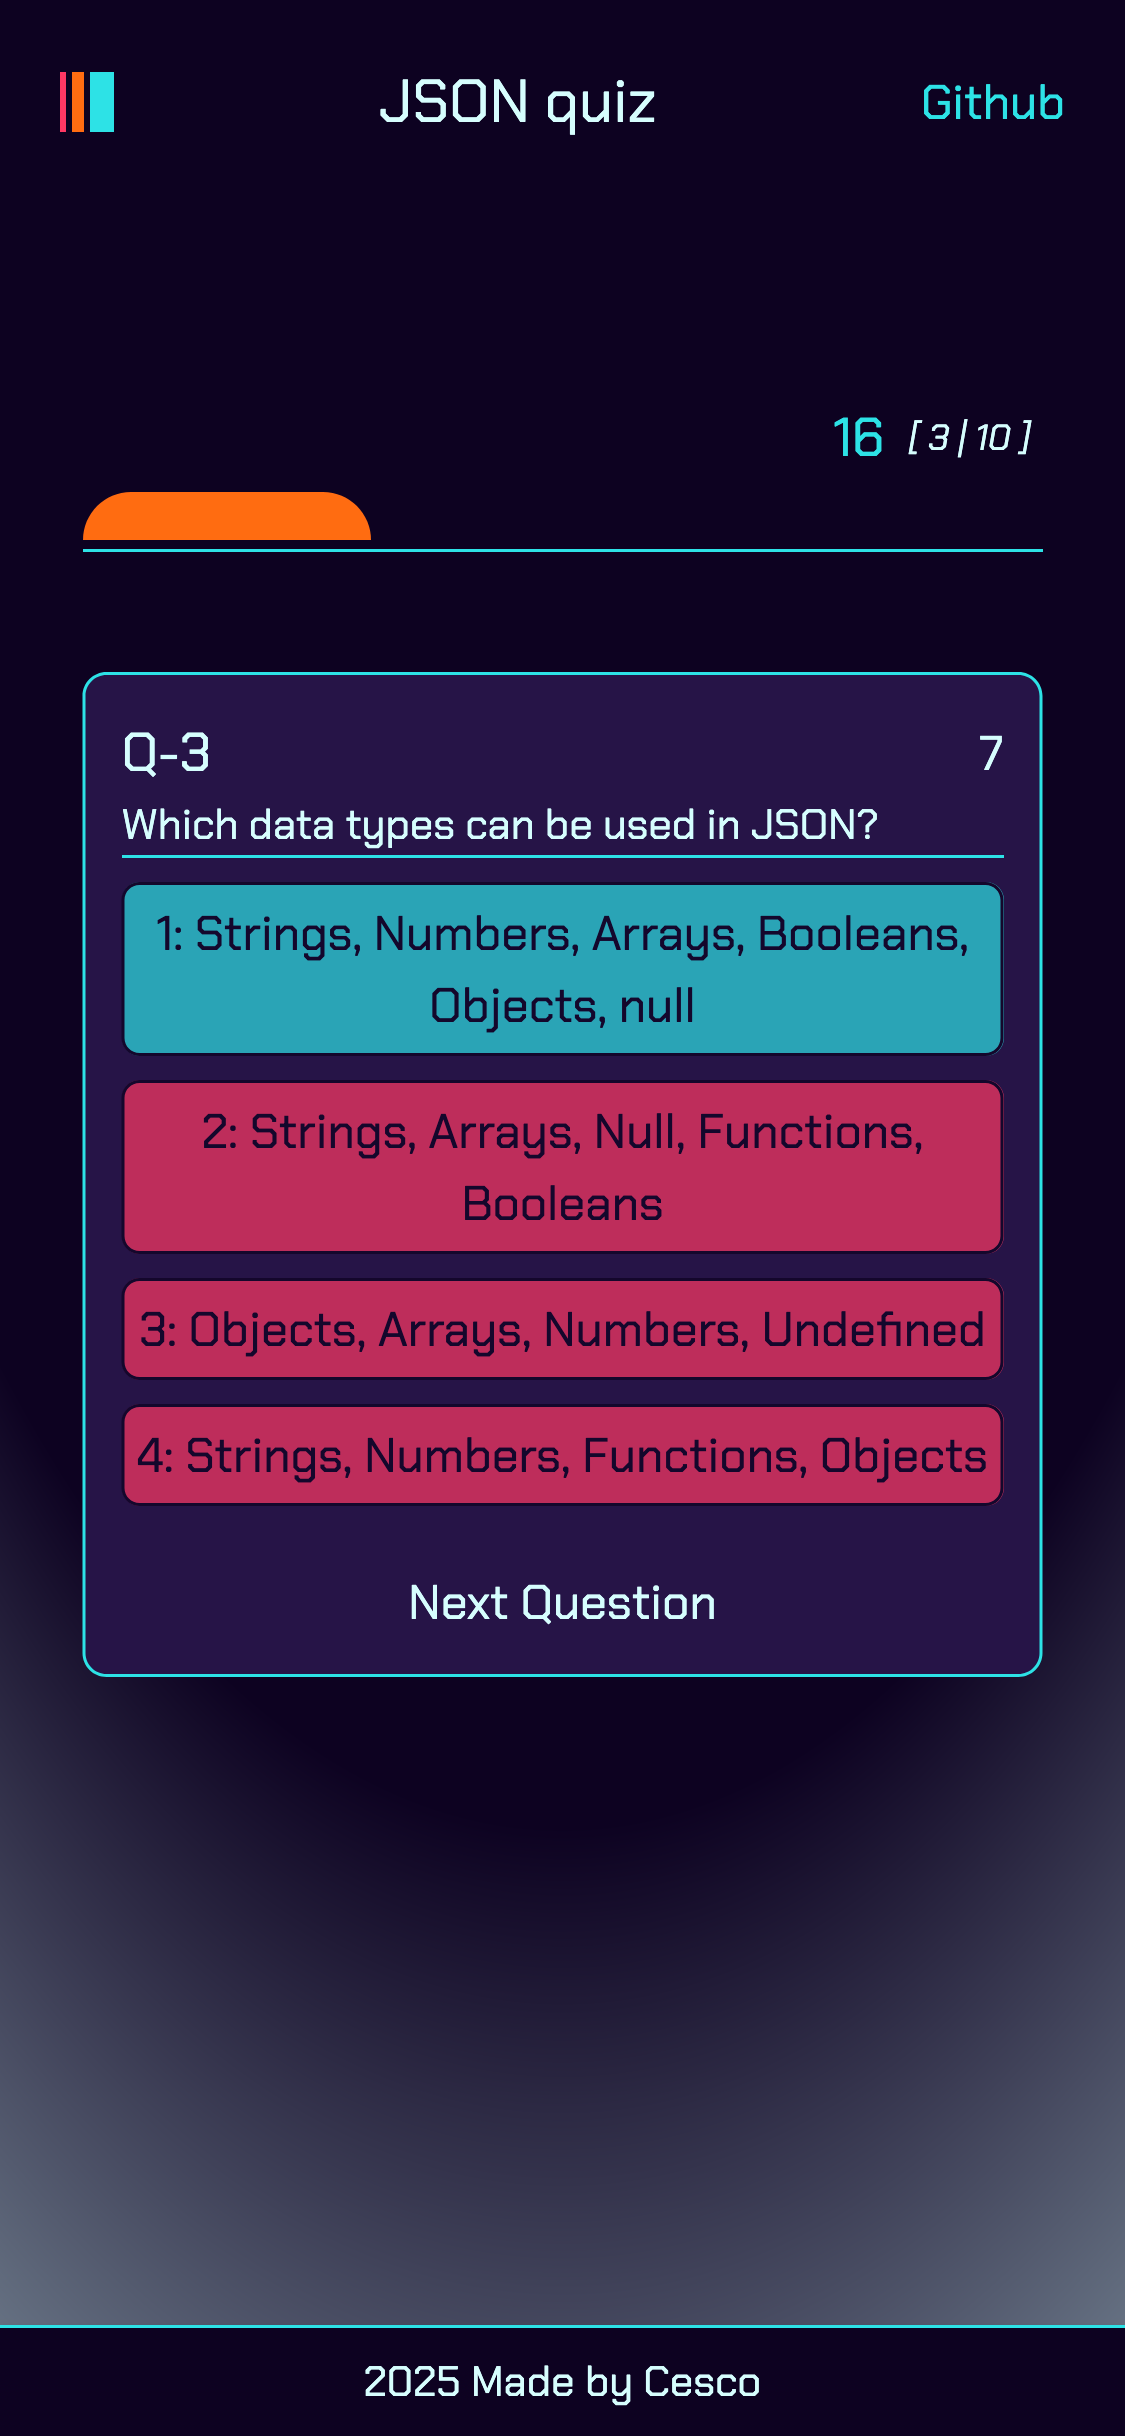 JSON quiz
Github
16 [ 3 | 10 ]
Q-3
7
Which data types can be used in JSON?
1: Strings, Numbers, Arrays, Booleans,
Objects, null
2: Strings, Arrays, Null, Functions,
Booleans
3: Objects, Arrays, Numbers, Undefined
4: Strings, Numbers, Functions, Objects
Next Question
2025 Made by Cesco